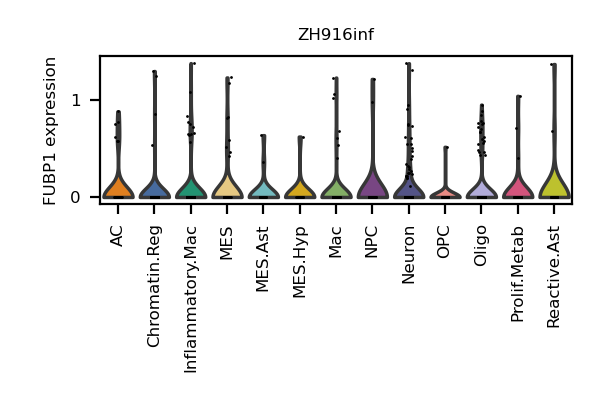 ZH916inf
FUBP1 expression
1
0
AC
Chromatin.Reg
Inflammatory.Mac
MES
MES.Ast
MES.Hyp
Mac
NPC
Neuron
OPC
Oligo
Prolif.Metab
Reactive.Ast